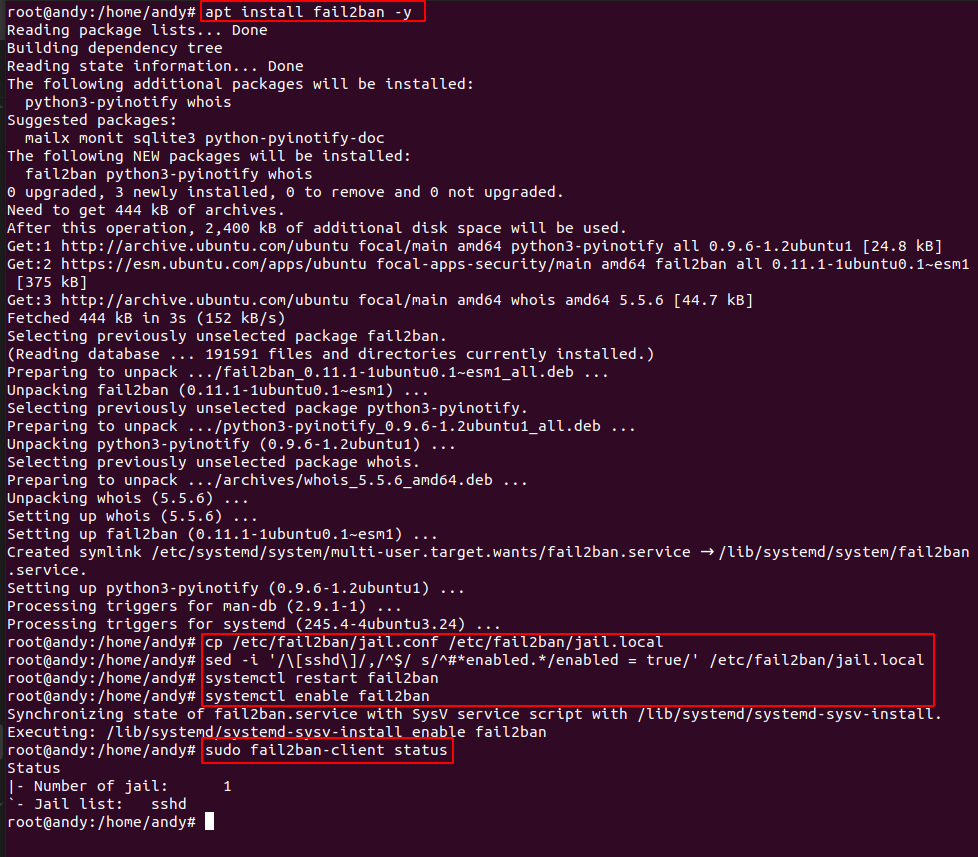 root@andy:/home/andy# apt install fail2ban -y
Reading package lists... Done
Building dependency tree
Reading state information... Done
The following additional packages will be installed:
  python3-pyinotify whois
Suggested packages:
  mailx monit sqlite3 python-pyinotify-doc
The following NEW packages will be installed:
  fail2ban python3-pyinotify whois
0 upgraded, 3 newly installed, 0 to remove and 0 not upgraded.
Need to get 444 kB of archives.
After this operation, 2,400 kB of additional disk space will be used.
Get:1 http://archive.ubuntu.com/ubuntu focal/main amd64 python3-pyinotify all 0.9.6-1.2ubuntu1 [24.8 kB]
Get:2 https://esm.ubuntu.com/apps/ubuntu focal-apps-security/main amd64 fail2ban all 0.11.1-1ubuntu0.1~esm1
 [375 kB]
Get:3 http://archive.ubuntu.com/ubuntu focal/main amd64 whois amd64 5.5.6 [44.7 kB]
Fetched 444 kB in 3s (152 kB/s)
Selecting previously unselected package fail2ban.
(Reading database ... 191591 files and directories currently installed.)
Preparing to unpack .../fail2ban_0.11.1-1ubuntu0.1~esm1_all.deb ...
Unpacking fail2ban (0.11.1-1ubuntu0.1~esm1) ...
Selecting previously unselected package python3-pyinotify.
Preparing to unpack .../python3-pyinotify_0.9.6-1.2ubuntu1_all.deb ...
Unpacking python3-pyinotify (0.9.6-1.2ubuntu1) ...
Selecting previously unselected package whois.
Preparing to unpack .../archives/whois_5.5.6_amd64.deb ...
Unpacking whois (5.5.6) ...
Setting up whois (5.5.6) ...
Setting up fail2ban (0.11.1-1ubuntu0.1~esm1) ...
Created symlink /etc/systemd/system/multi-user.target.wants/fail2ban.service → /lib/systemd/system/fail2ban
.service.
Setting up python3-pyinotify (0.9.6-1.2ubuntu1) ...
Processing triggers for man-db (2.9.1-1) ...
Processing triggers for systemd (245.4-4ubuntu3.24) ...
root@andy:/home/andy# cp /etc/fail2ban/jail.conf /etc/fail2ban/jail.local
root@andy:/home/andy# sed -i '/\[sshd\]/,/^$/ s/^#*enabled.*/enabled = true/' /etc/fail2ban/jail.local
root@andy:/home/andy# systemctl restart fail2ban
root@andy:/home/andy# systemctl enable fail2ban
Synchronizing state of fail2ban.service with SysV service script with /lib/systemd/systemd-sysv-install.
Executing: /lib/systemd/systemd-sysv-install enable fail2ban
root@andy:/home/andy# sudo fail2ban-client status
Status
|- Number of jail:      1
`- Jail list:   sshd
root@andy:/home/andy#